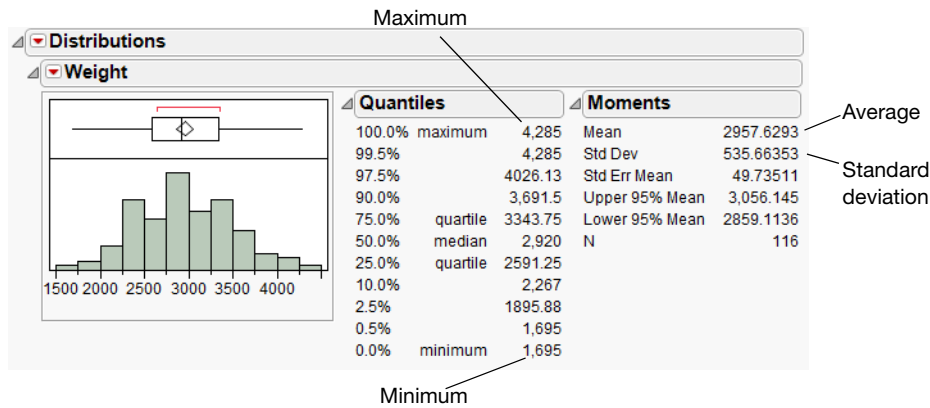 Maximum
Distributions
Weight
Quantiles
100.0% maximum 4,285
99.5% 4,285
97.5% 4026.13
90.0% 3,691.5
75.0% quartile 3343.75
50.0% median 2,920
25.0% quartile 2591.25
10.0% 2,267
2.5% 1895.88
0.5% 1,695
0.0% minimum 1,695
Moments
Mean 2957.6293
Std Dev 535.66353
Std Err Mean 49.73511
Upper 95% Mean 3,056.145
Lower 95% Mean 2859.1136
N 116
Average
Standard
deviation
1500 2000 2500 3000 3500 4000
Minimum